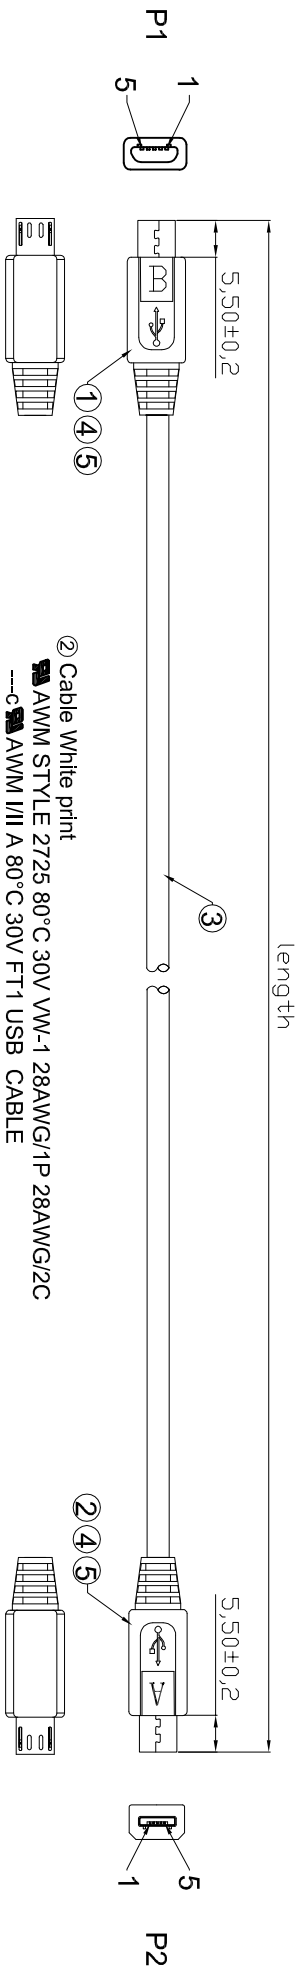 P1
1
5
5,50±0,2
B
①④⑤
② Cable White print
AWM STYLE 2725 80°C 30V VW-1 28AWG/1P 28AWG/2C
---c AWM I/II A 80°C 30V FT1 USB CABLE
③
length
②④⑤
5,50±0,2
A
5
1
P2